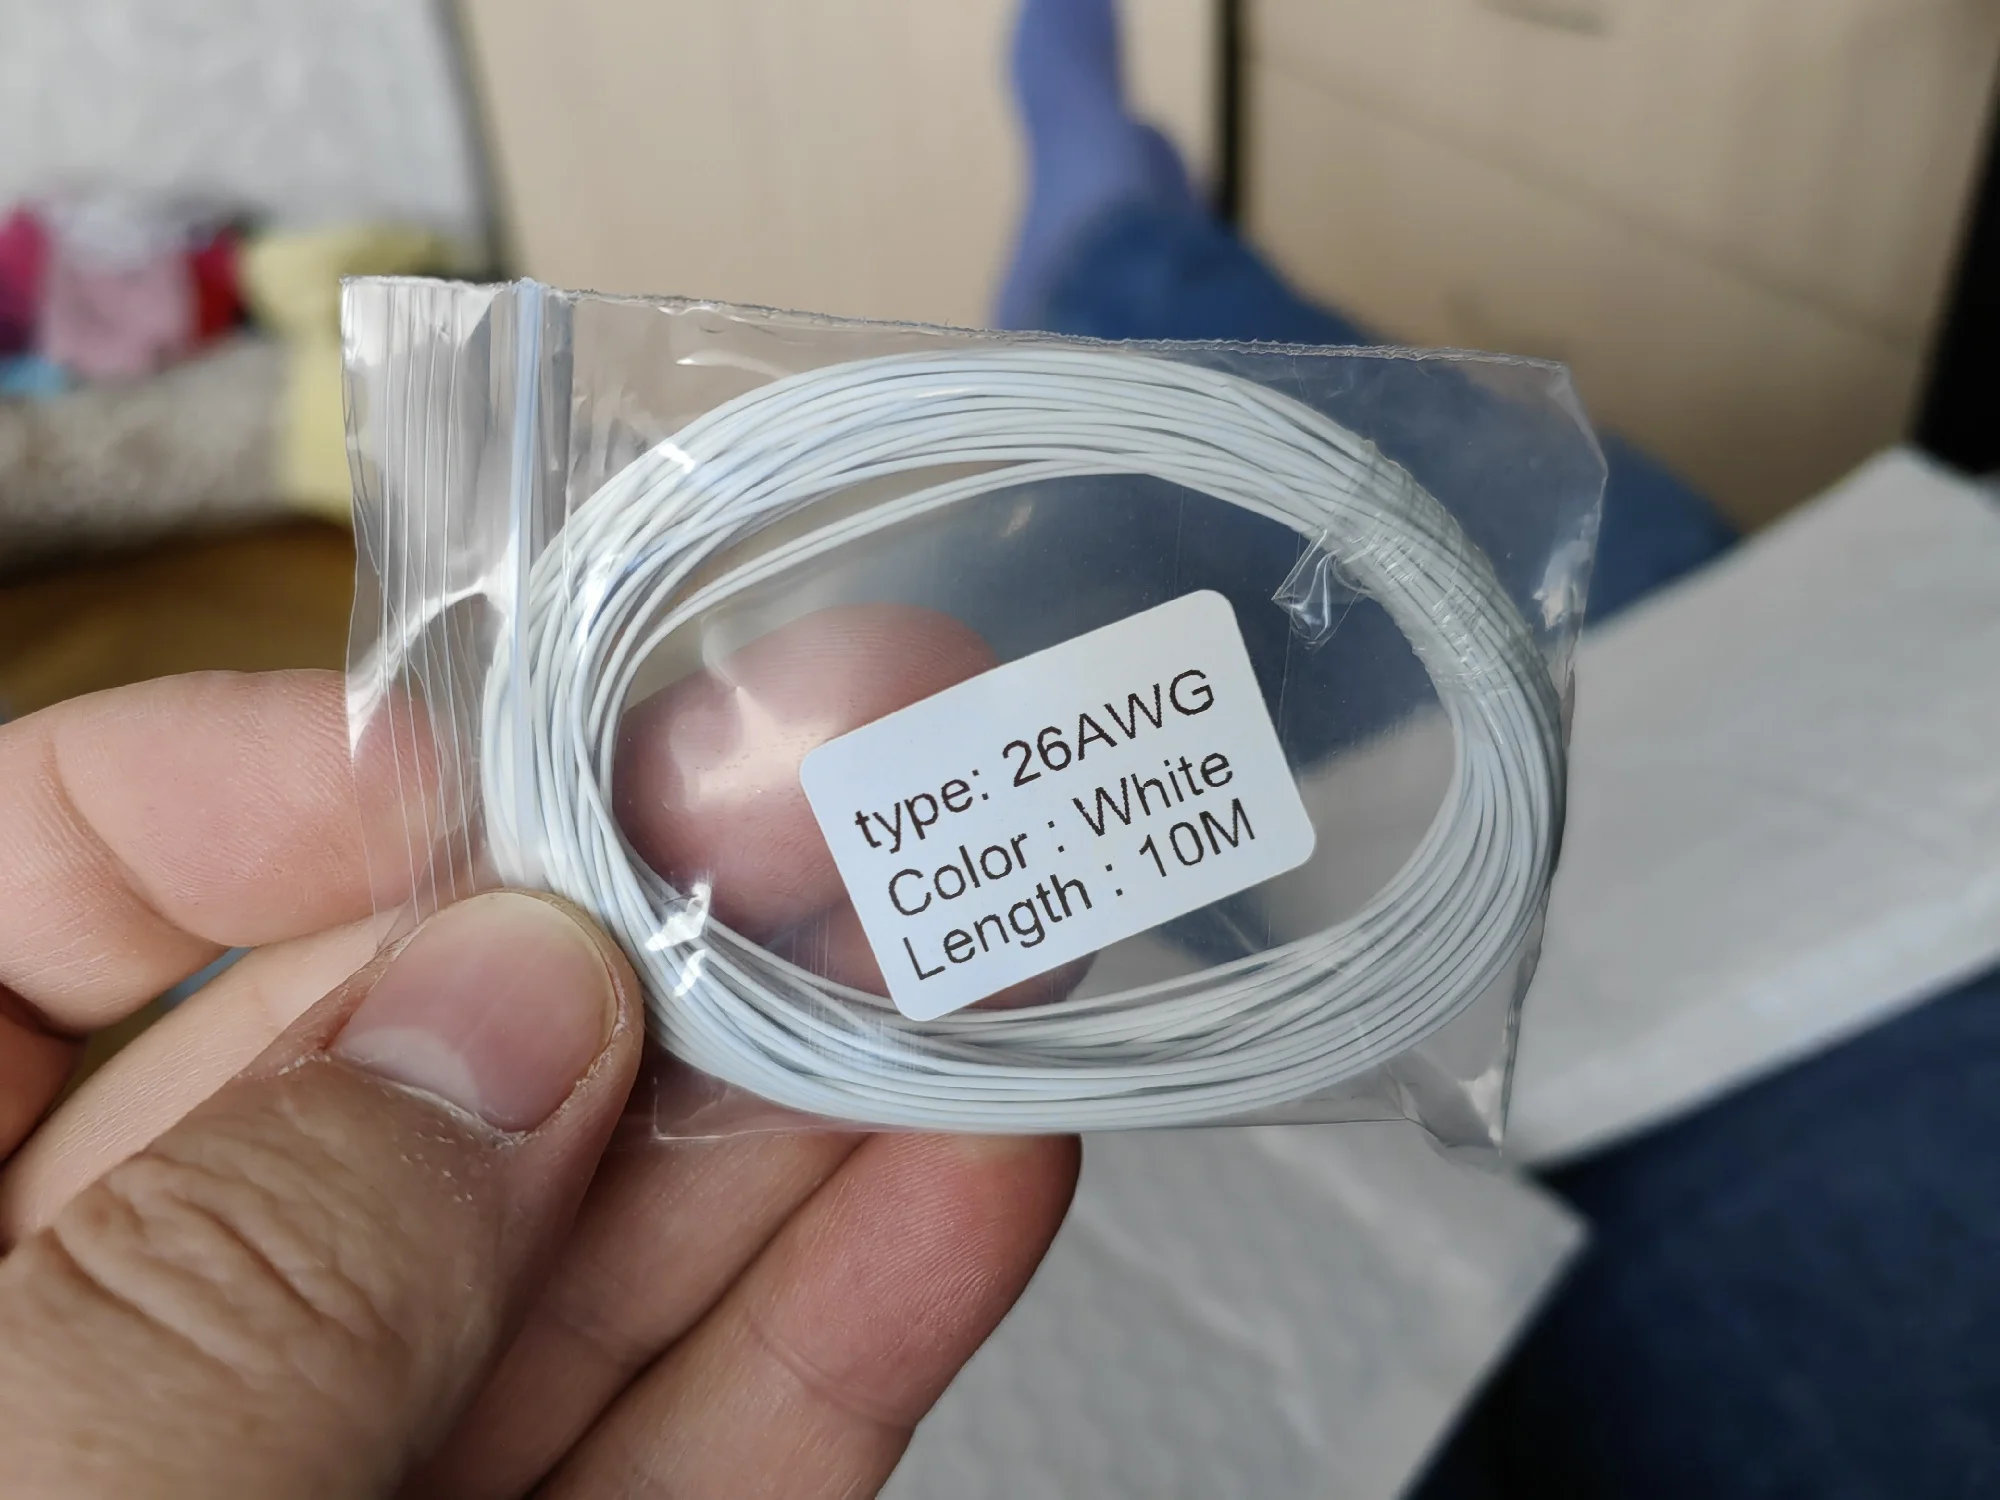 type: 26AWG
Color : White
Length : 10M